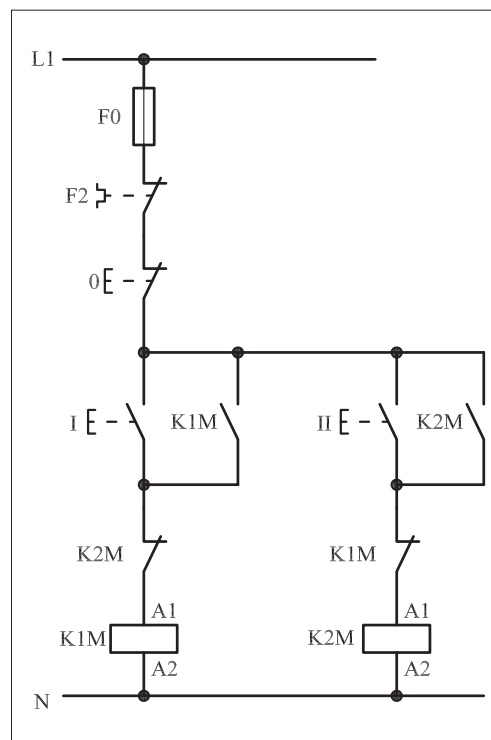 L1
F0
F2
0
I K1M II K2M
K2M K1M
A1 A1
K1M K2M
A2 A2
N